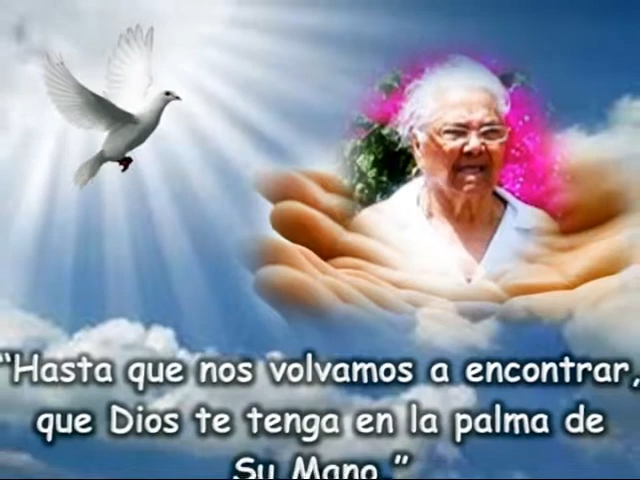 “Hasta que nos volvamos a encontrar,
que Dios te tenga en la palma de
Su Mano.”